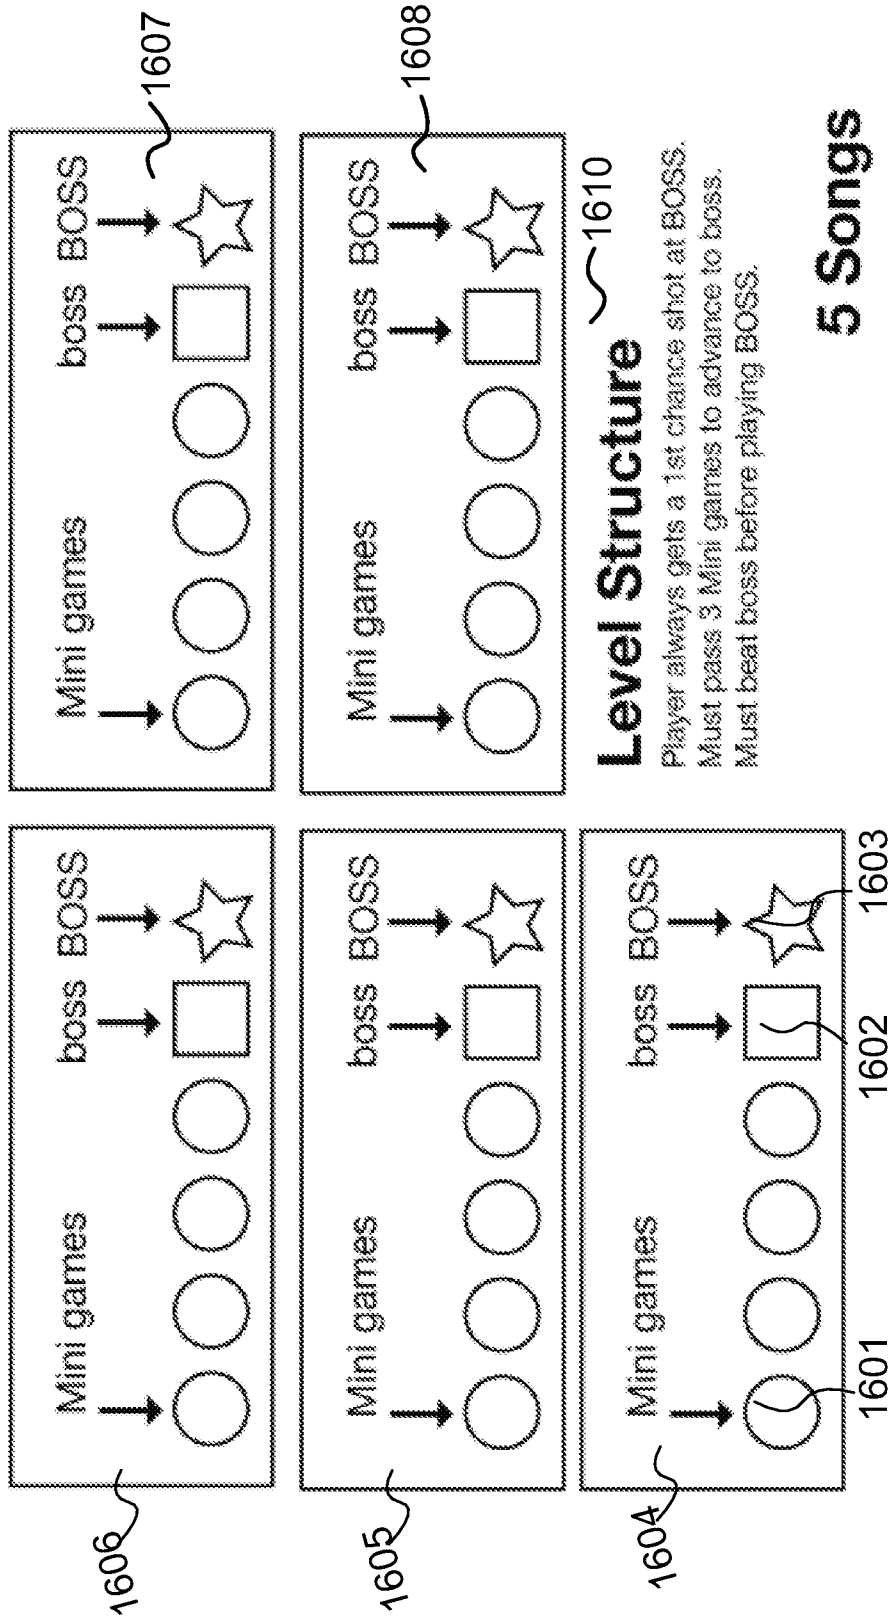 Mini games boss BOSS
1606
Mini games boss BOSS
1607
Mini games boss BOSS
1605
Mini games boss BOSS
1608
Mini games boss BOSS
1604
1601
1602
1603
Level Structure
1610
Player always gets a 1st chance shot at BOSS.
Must pass 3 Mini games to advance to boss.
Must beat boss before playing BOSS.
5 Songs